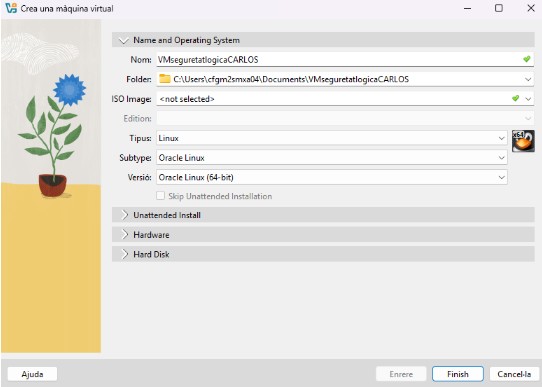 Crea una màquina virtual
Name and Operating System
Nom: VMseguretatlogicaCARLOS
Folder: C:\Users\cfgm2smxa04\Documents\VMseguretatlogicaCARLOS
ISO Image: <not selected>
Edition:
Tipus: Linux
x64
Subtype: Oracle Linux
Versió: Oracle Linux (64-bit)
Skip Unattended Installation
Unattended Install
Hardware
Hard Disk
Ajuda Enrere Finish Cancel·la